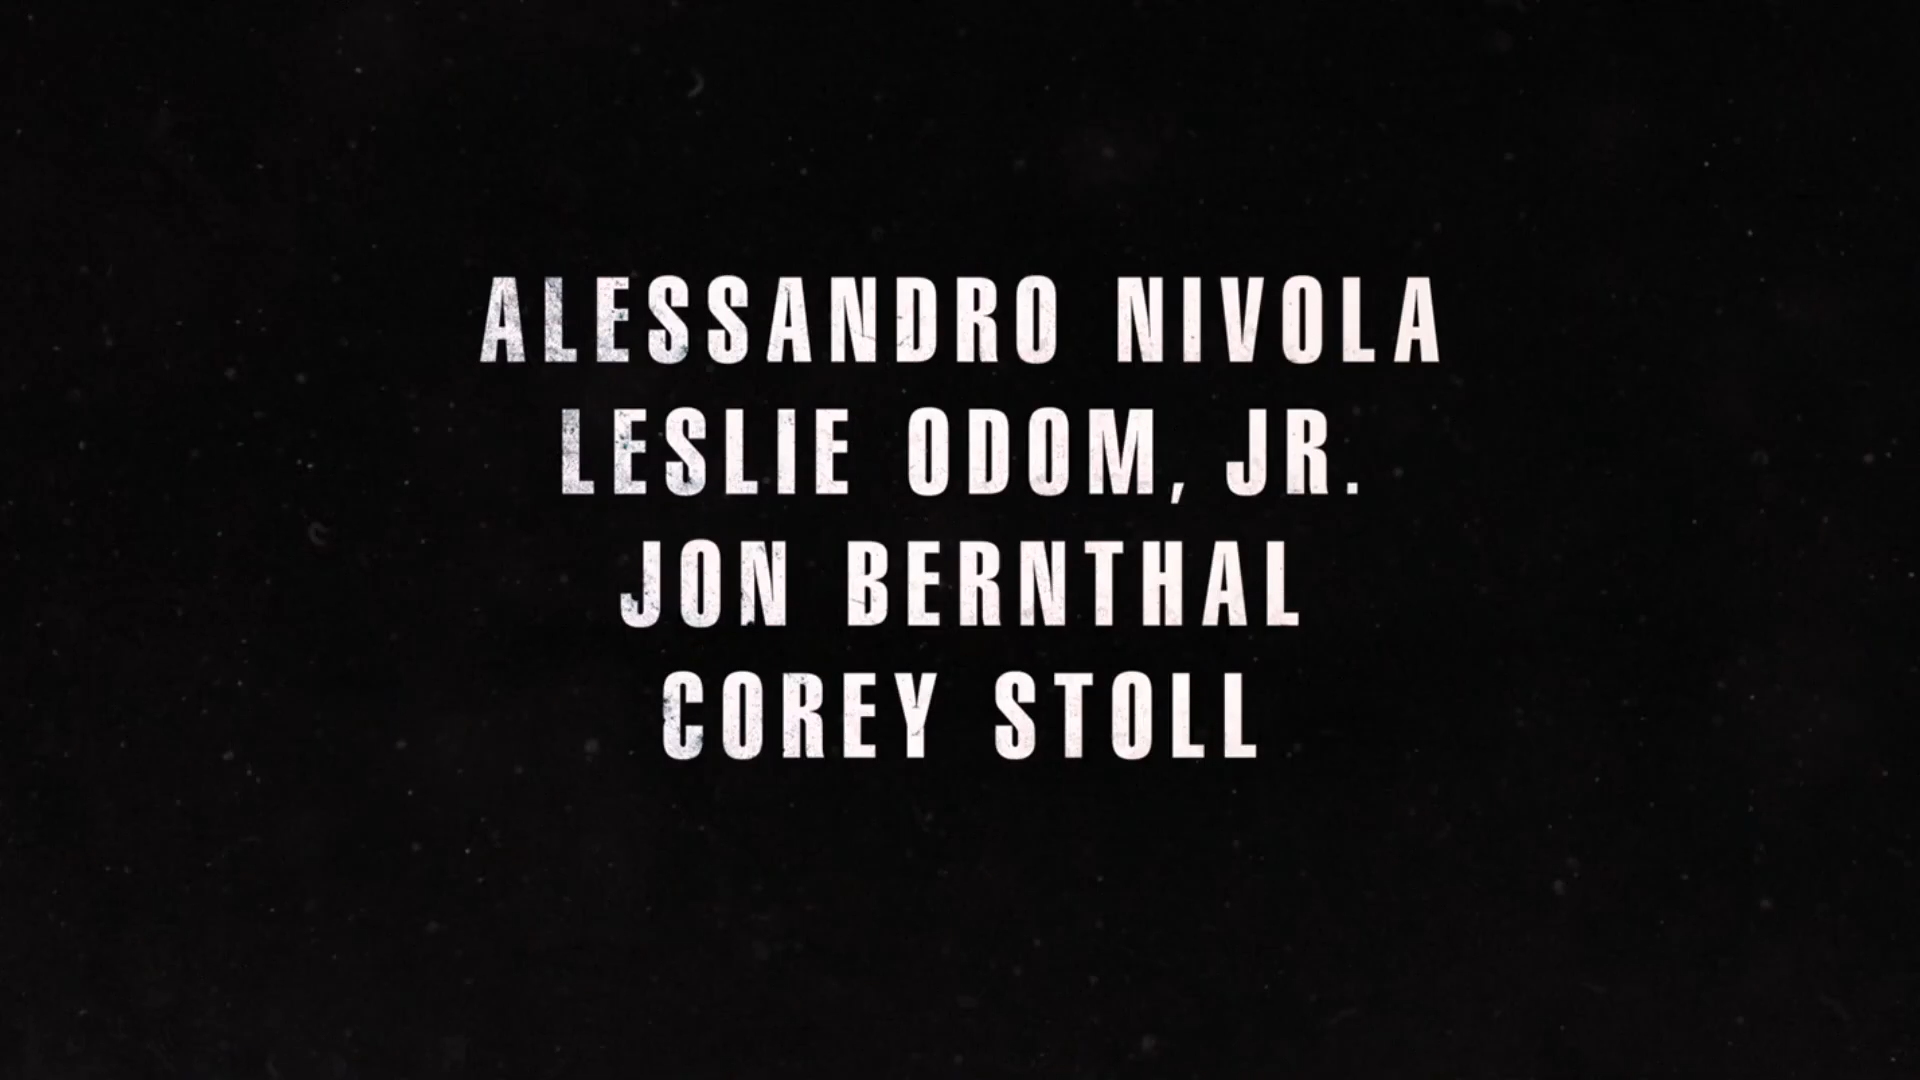 ALESSANDRO NIVOLA
LESLIE ODOM, JR.
JON BERNTHAL
COREY STOLL